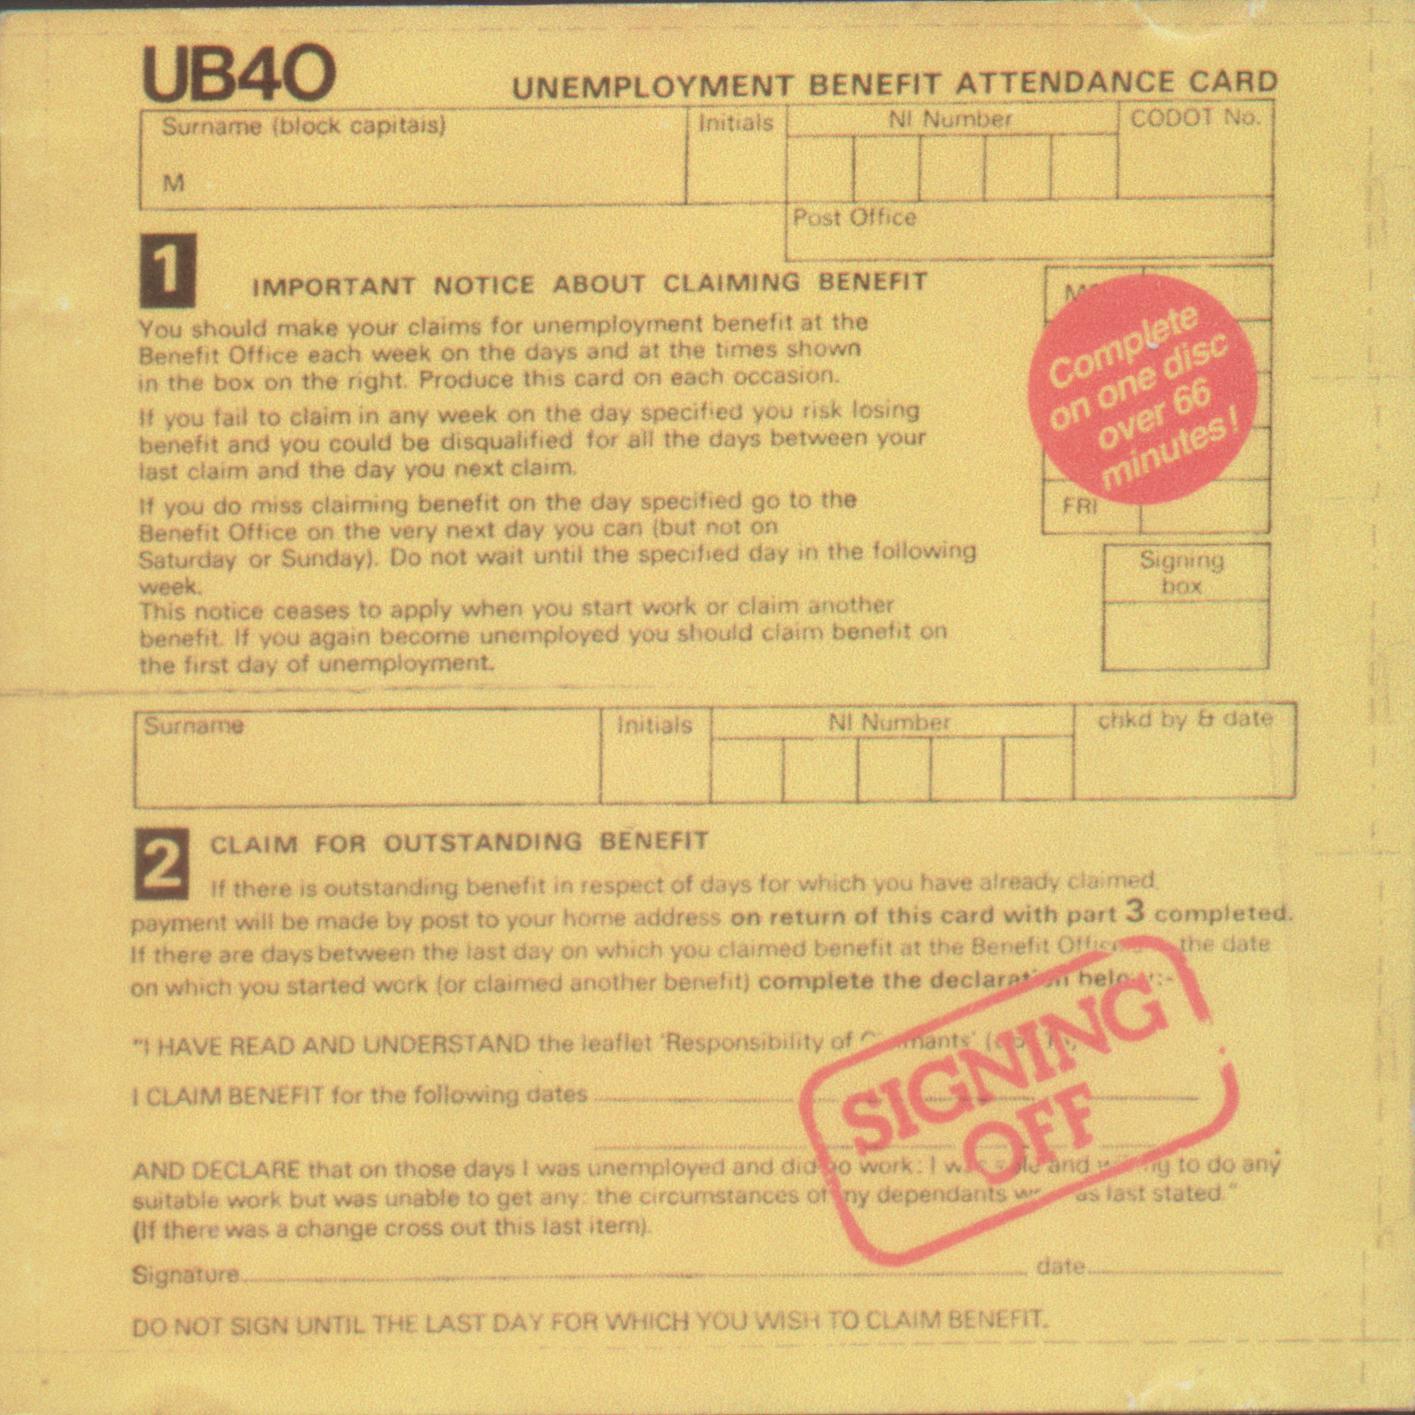 UB40
UNEMPLOYMENT BENEFIT ATTENDANCE CARD
Surname (block capitals)
Initials
NI Number
CODOT No.
M
Post Office
1
IMPORTANT NOTICE ABOUT CLAIMING BENEFIT
You should make your claims for unemployment benefit at the
Benefit Office each week on the days and at the times shown
in the box on the right. Produce this card on each occasion.
If you fail to claim in any week on the day specified you risk losing
benefit and you could be disqualified for all the days between your
last claim and the day you next claim.
If you do miss claiming benefit on the day specified go to the
Benefit Office on the very next day you can (but not on
Saturday or Sunday). Do not wait until the specified day in the following
week.
This notice ceases to apply when you start work or claim another
benefit. If you again become unemployed you should claim benefit on
the first day of unemployment.
Complete
on one disc
over 66
minutes!
FRI
Signing
box
Surname
Initials
NI Number
chkd by & date
2
CLAIM FOR OUTSTANDING BENEFIT
If there is outstanding benefit in respect of days for which you have already claimed,
payment will be made by post to your home address on return of this card with part 3 completed.
If there are days between the last day on which you claimed benefit at the Benefit Office the date
on which you started work (or claimed another benefit) complete the declaration below:-
"I HAVE READ AND UNDERSTAND the leaflet 'Responsibility of
I CLAIM BENEFIT for the following dates
AND DECLARE that on those days I was unemployed and did no work: I was able and willing to do any
suitable work but was unable to get any: the circumstances of my dependants as last stated."
(If there was a change cross out this last item).
Signature
date
DO NOT SIGN UNTIL THE LAST DAY FOR WHICH YOU WISH TO CLAIM BENEFIT.
SIGNING
OFF